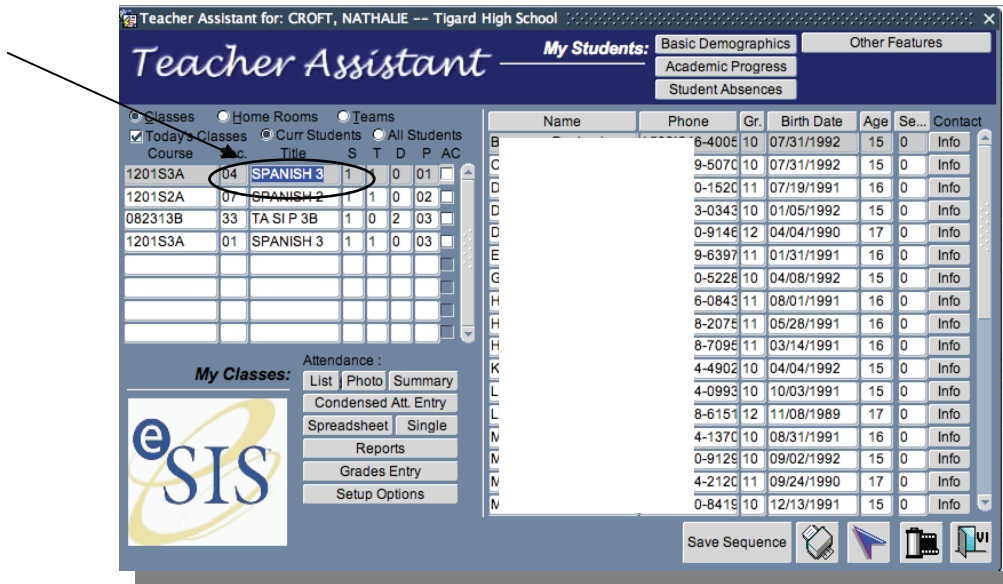 Teacher Assistant for: CROFT, NATHALIE -- Tigard High School
Teacher Assistant
My Students:
Basic Demographics
Other Features
Academic Progress
Student Absences
Classes Home Rooms Teams
Today's Classes Curr Students All Students
Course Sec. Title S T D P AC
1201S3A 04 SPANISH 3 1 1 0 01
1201S2A 07 SPANISH 2 1 1 0 02
082313B 33 TA SI P 3B 1 0 2 03
1201S3A 01 SPANISH 3 1 1 0 03
Name Phone Gr. Birth Date Age Se... Contact
B 6-4005 10 07/31/1992 15 0 Info
C 9-5070 10 07/31/1992 15 0 Info
D 0-1520 11 07/19/1991 16 0 Info
D 3-0343 10 01/05/1992 15 0 Info
D 0-9146 12 04/04/1990 17 0 Info
E 9-6397 11 01/31/1991 16 0 Info
G 0-5228 10 04/08/1992 15 0 Info
H 6-0843 11 08/01/1991 16 0 Info
H 8-2075 11 05/28/1991 16 0 Info
H 8-7095 11 03/14/1991 16 0 Info
K 4-4902 10 04/04/1992 15 0 Info
L 4-0993 10 10/03/1991 15 0 Info
L 8-6151 12 11/08/1989 17 0 Info
M 4-1370 10 08/31/1991 16 0 Info
M 0-9129 10 09/02/1992 15 0 Info
M 4-2120 11 09/24/1990 17 0 Info
M 0-8419 10 12/13/1991 15 0 Info
My Classes:
Attendance :
List Photo Summary
Condensed Att. Entry
Spreadsheet Single
Reports
Grades Entry
Setup Options
eSIS
Save Sequence
VI